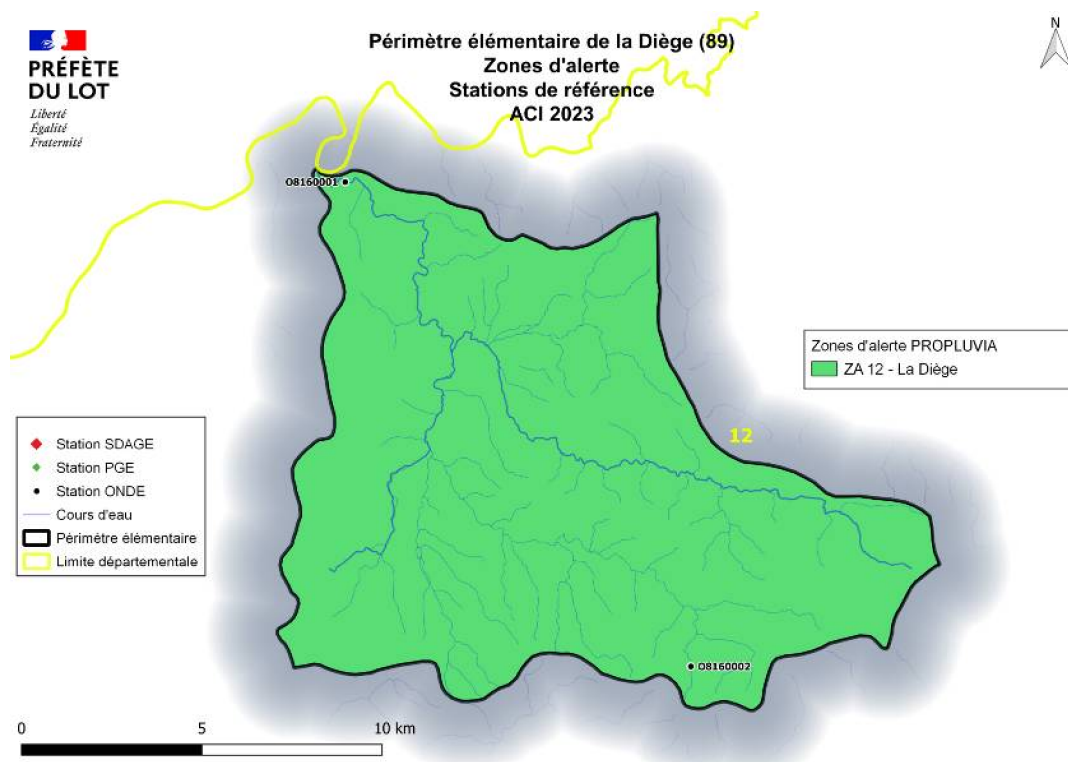 PRÉFÈTE
DU LOT
Liberté
Égalité
Fraternité
Périmètre élémentaire de la Diège (89)
Zones d'alerte
Stations de référence
ACI 2023
N
O8160001
Zones d'alerte PROPLUVIA
ZA 12 - La Diège
12
Station SDAGE
Station PGE
Station ONDE
Cours d'eau
Périmètre élémentaire
Limite départementale
O8160002
0 5 10 km